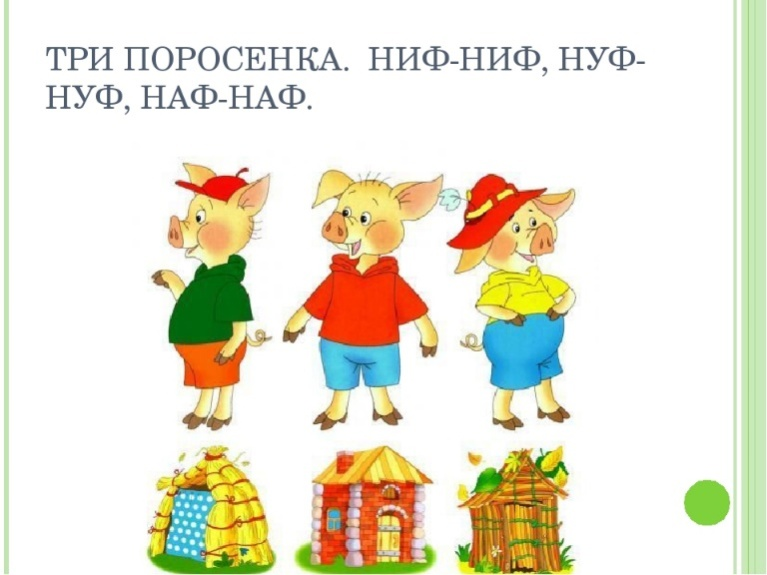 ТРИ ПОРОСЕНКА. НИФ-НИФ, НУФ-
НУФ, НАФ-НАФ.